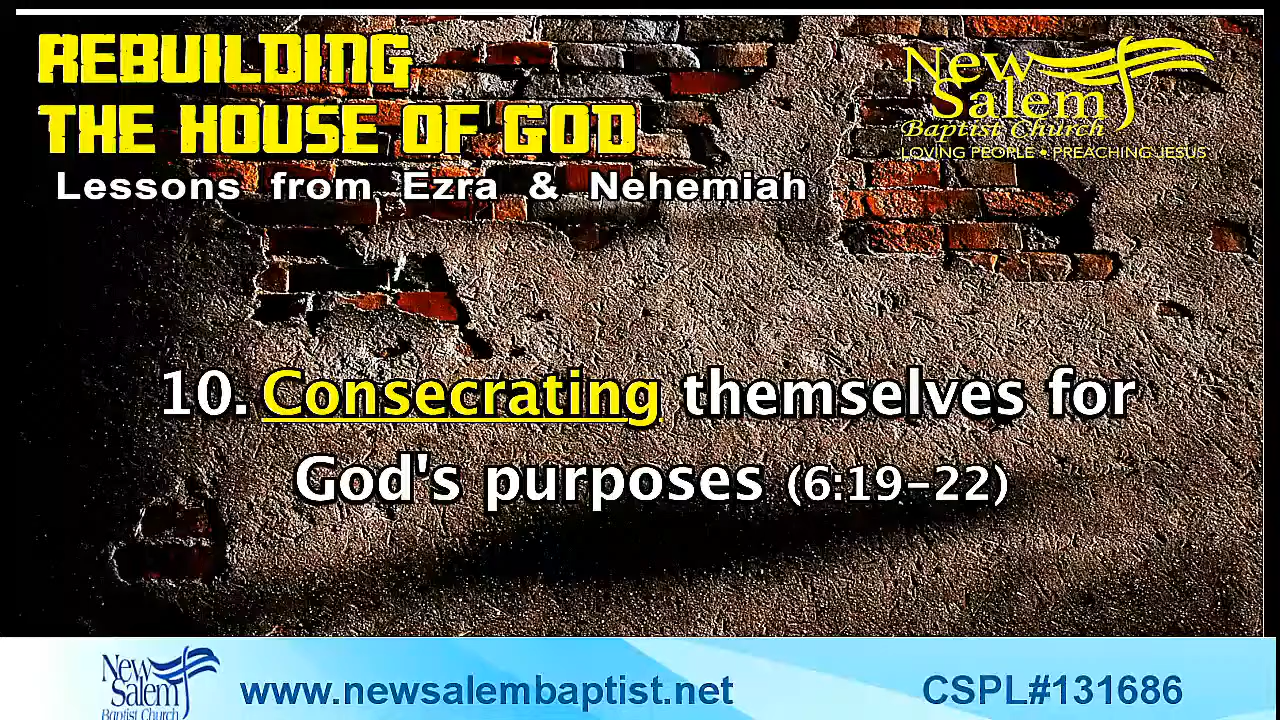 REBUILDING
THE HOUSE OF GOD
Lessons from Ezra & Nehemiah
New
Salem
Baptist Church
LOVING PEOPLE • PREACHING JESUS
10. Consecrating themselves for
God's purposes (6:19-22)
New
Salem
Baptist Church
www.newsalembaptist.net
CSPL#131686